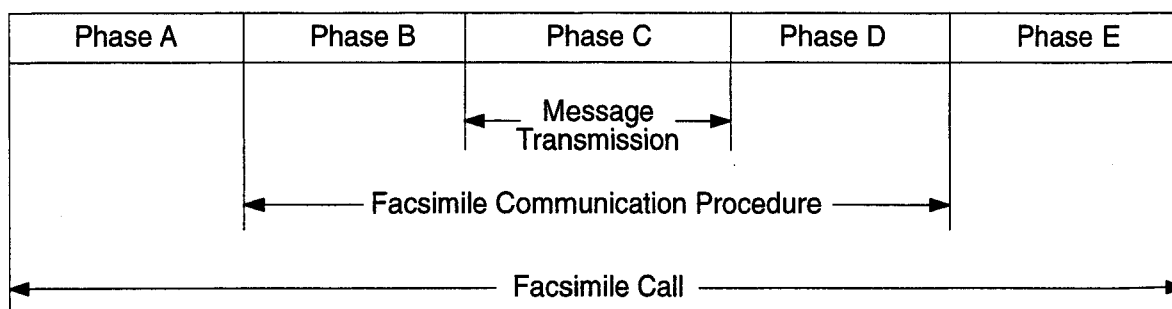 Phase A Phase B Phase C Phase D Phase E
Message
Transmission
Facsimile Communication Procedure
Facsimile Call